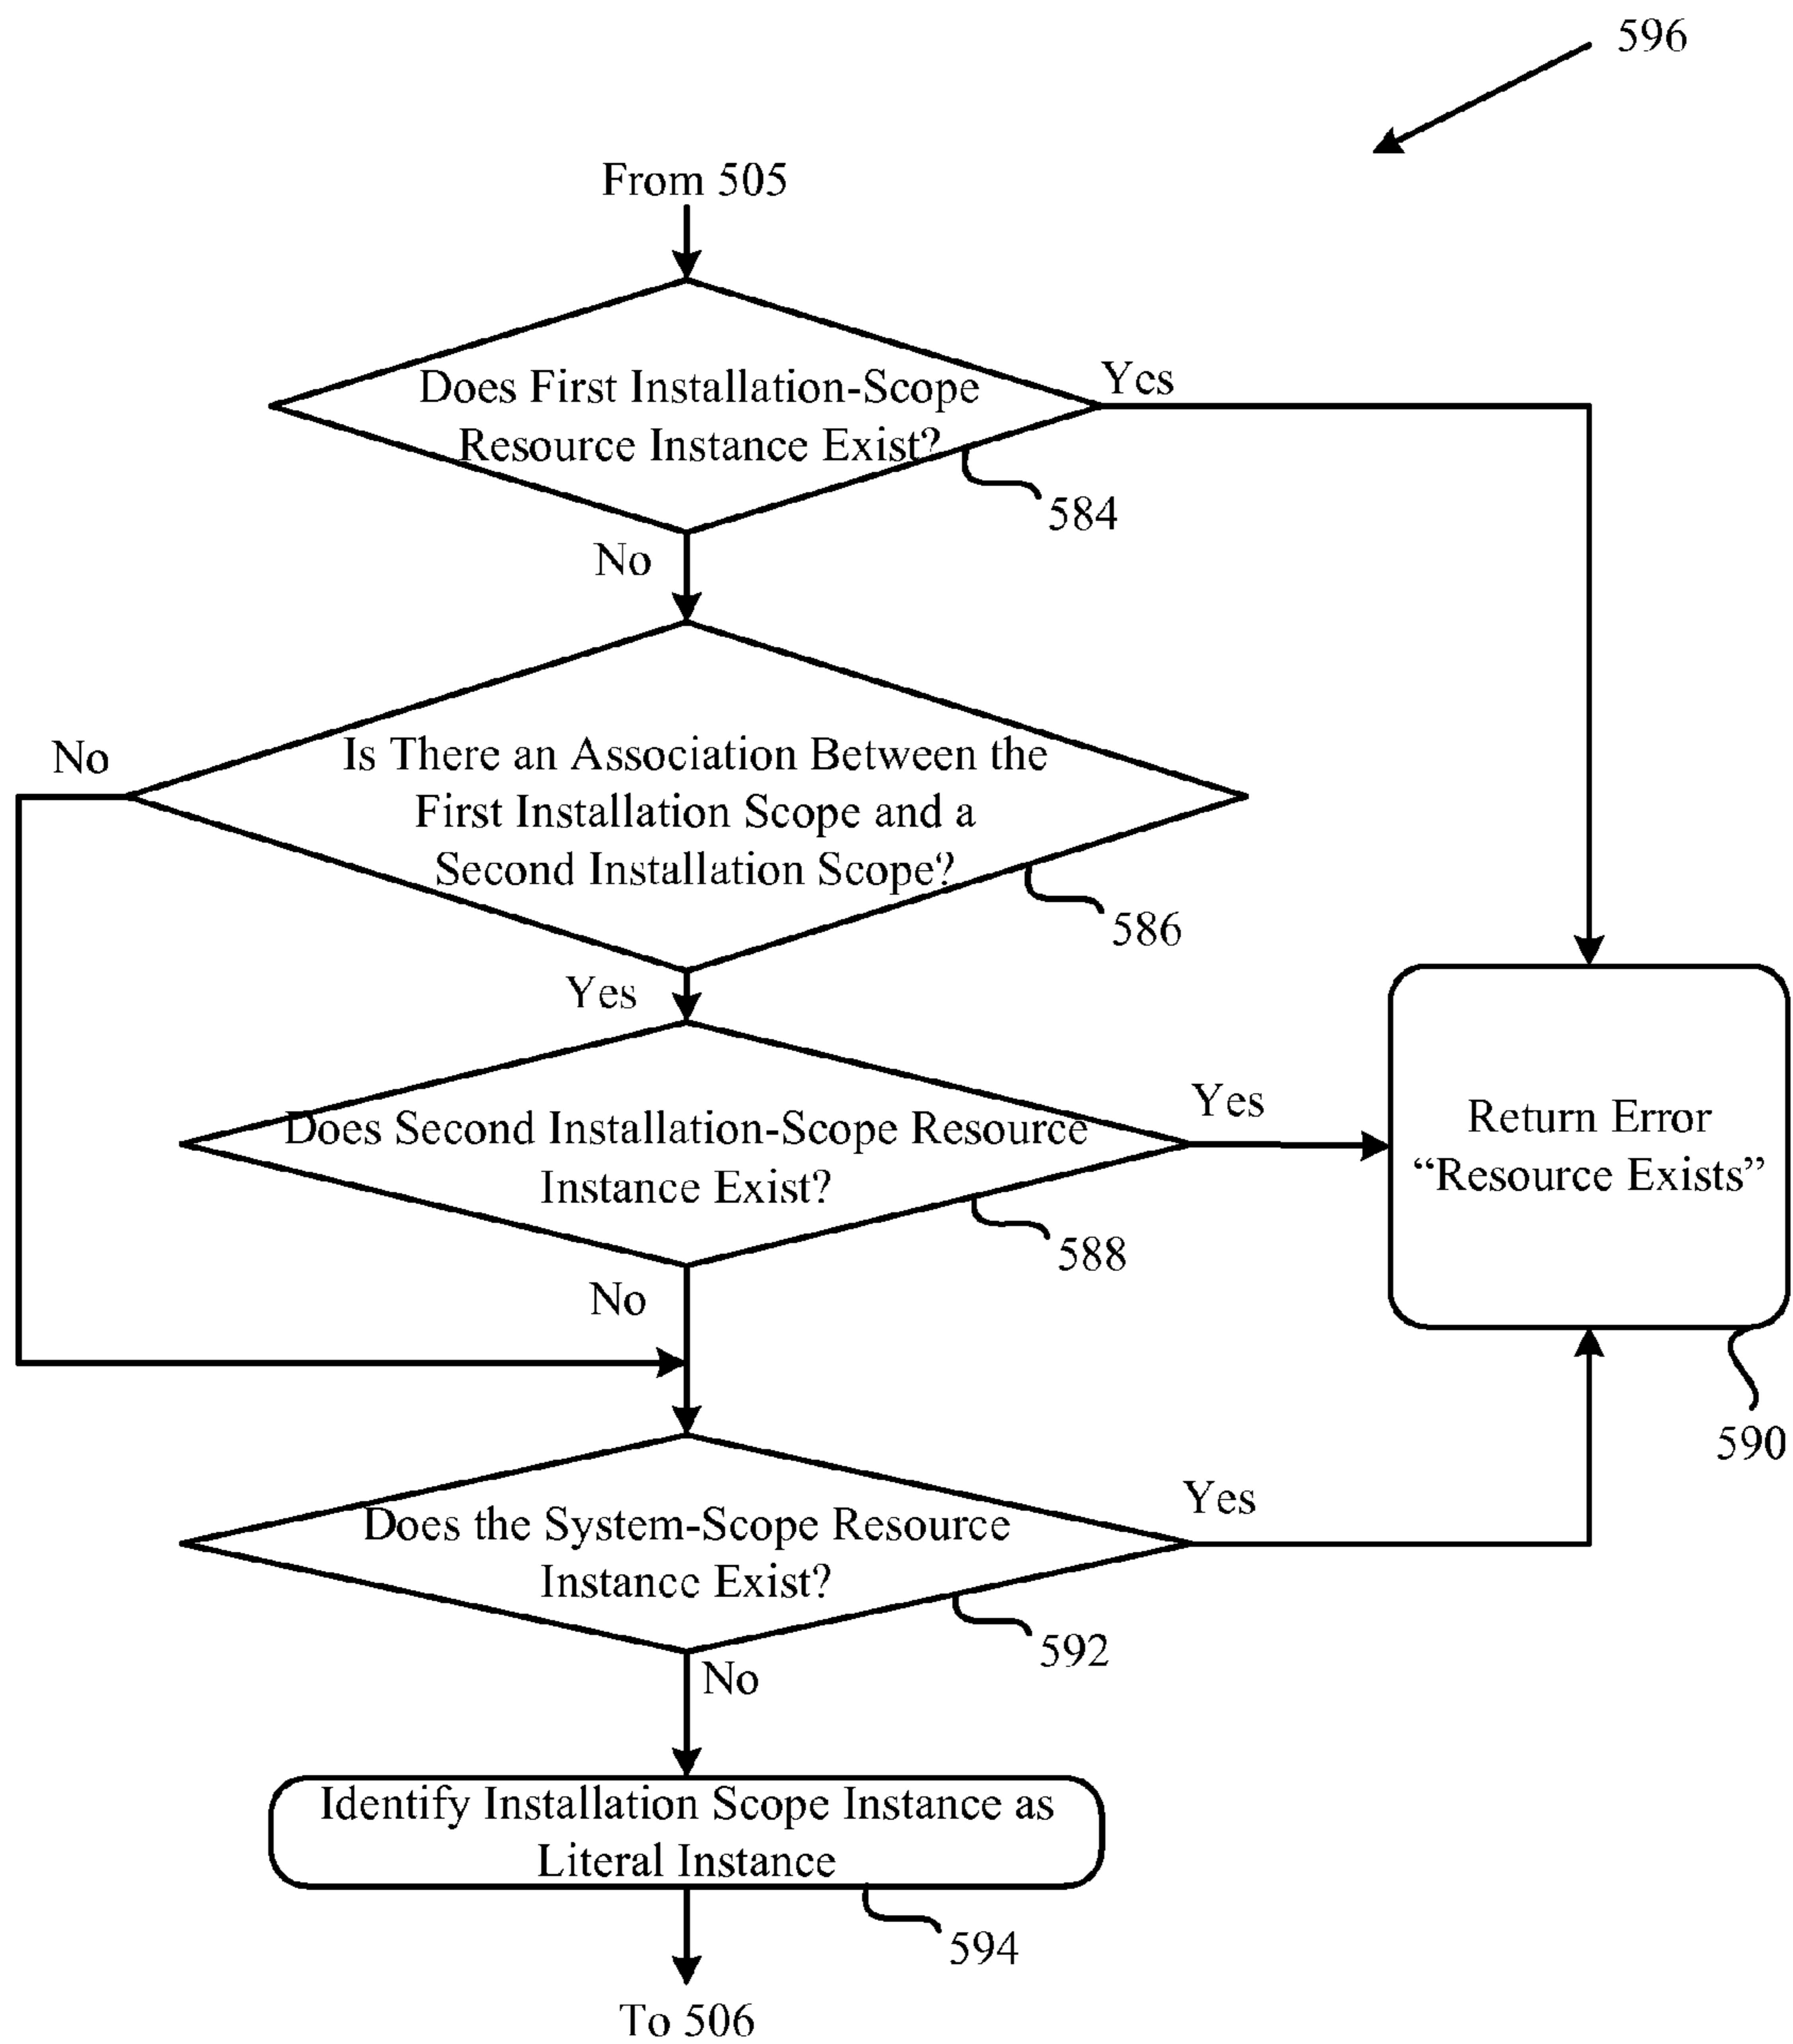 596
From 505
Does First Installation-Scope
Resource Instance Exist?
Yes
584
No
Is There an Association Between the
First Installation Scope and a
Second Installation Scope?
No
586
Yes
Does Second Installation-Scope Resource
Instance Exist?
Yes
588
No
Return Error
“Resource Exists”
590
Does the System-Scope Resource
Instance Exist?
Yes
592
No
Identify Installation Scope Instance as
Literal Instance
594
To 506